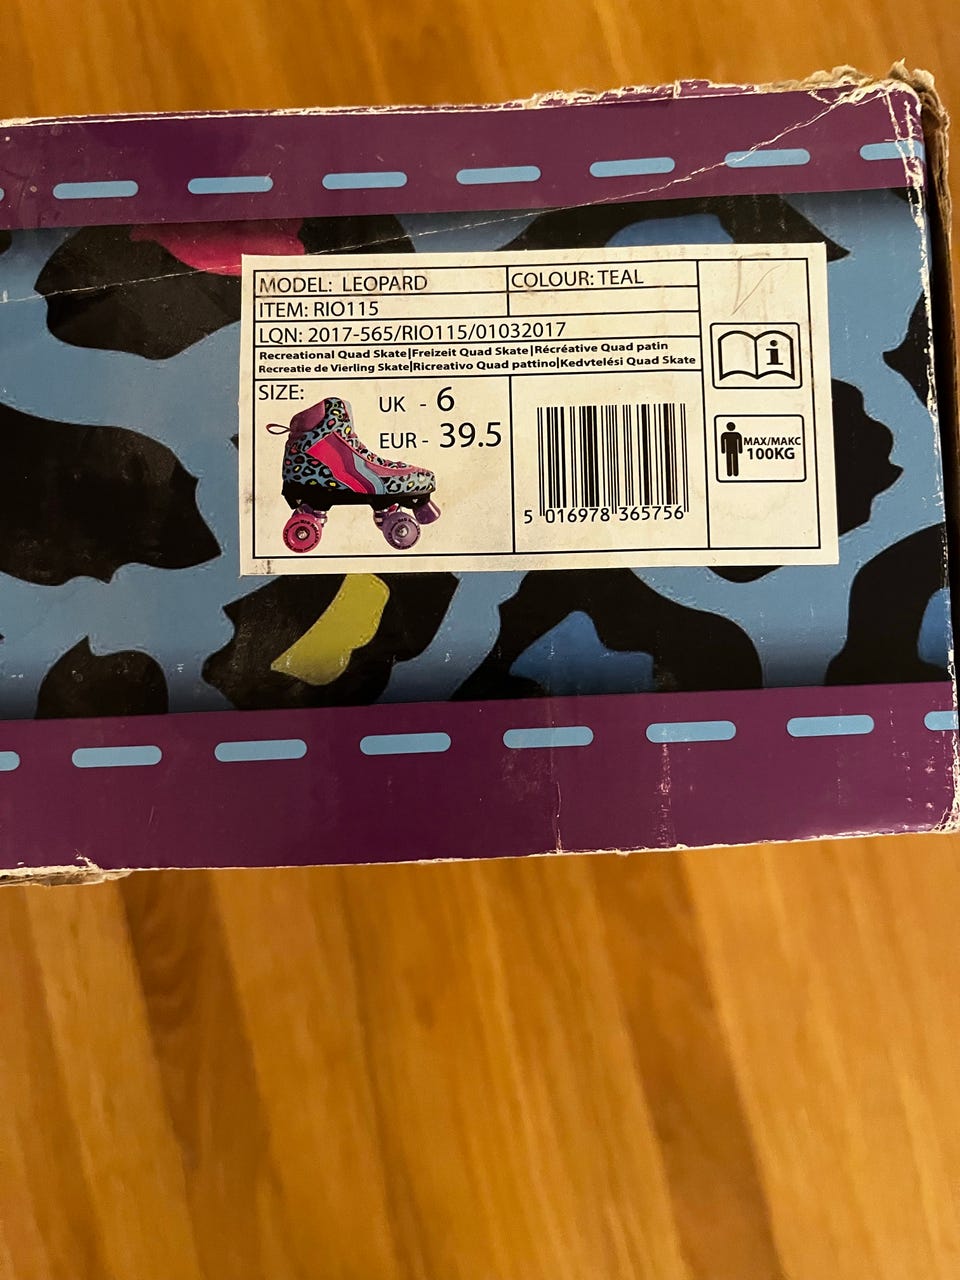 MODEL: LEOPARD
COLOUR: TEAL
ITEM: RIO115
LQN: 2017-565/RIO115/01032017
Recreational Quad Skate|Freizeit Quad Skate|Récréative Quad patin
Recreatie de Vierling Skate|Ricreativo Quad pattino|Kedvtelési Quad Skate
SIZE:
UK - 6
EUR - 39.5
5 016978 365756
i
MAX/МАКС
100KG